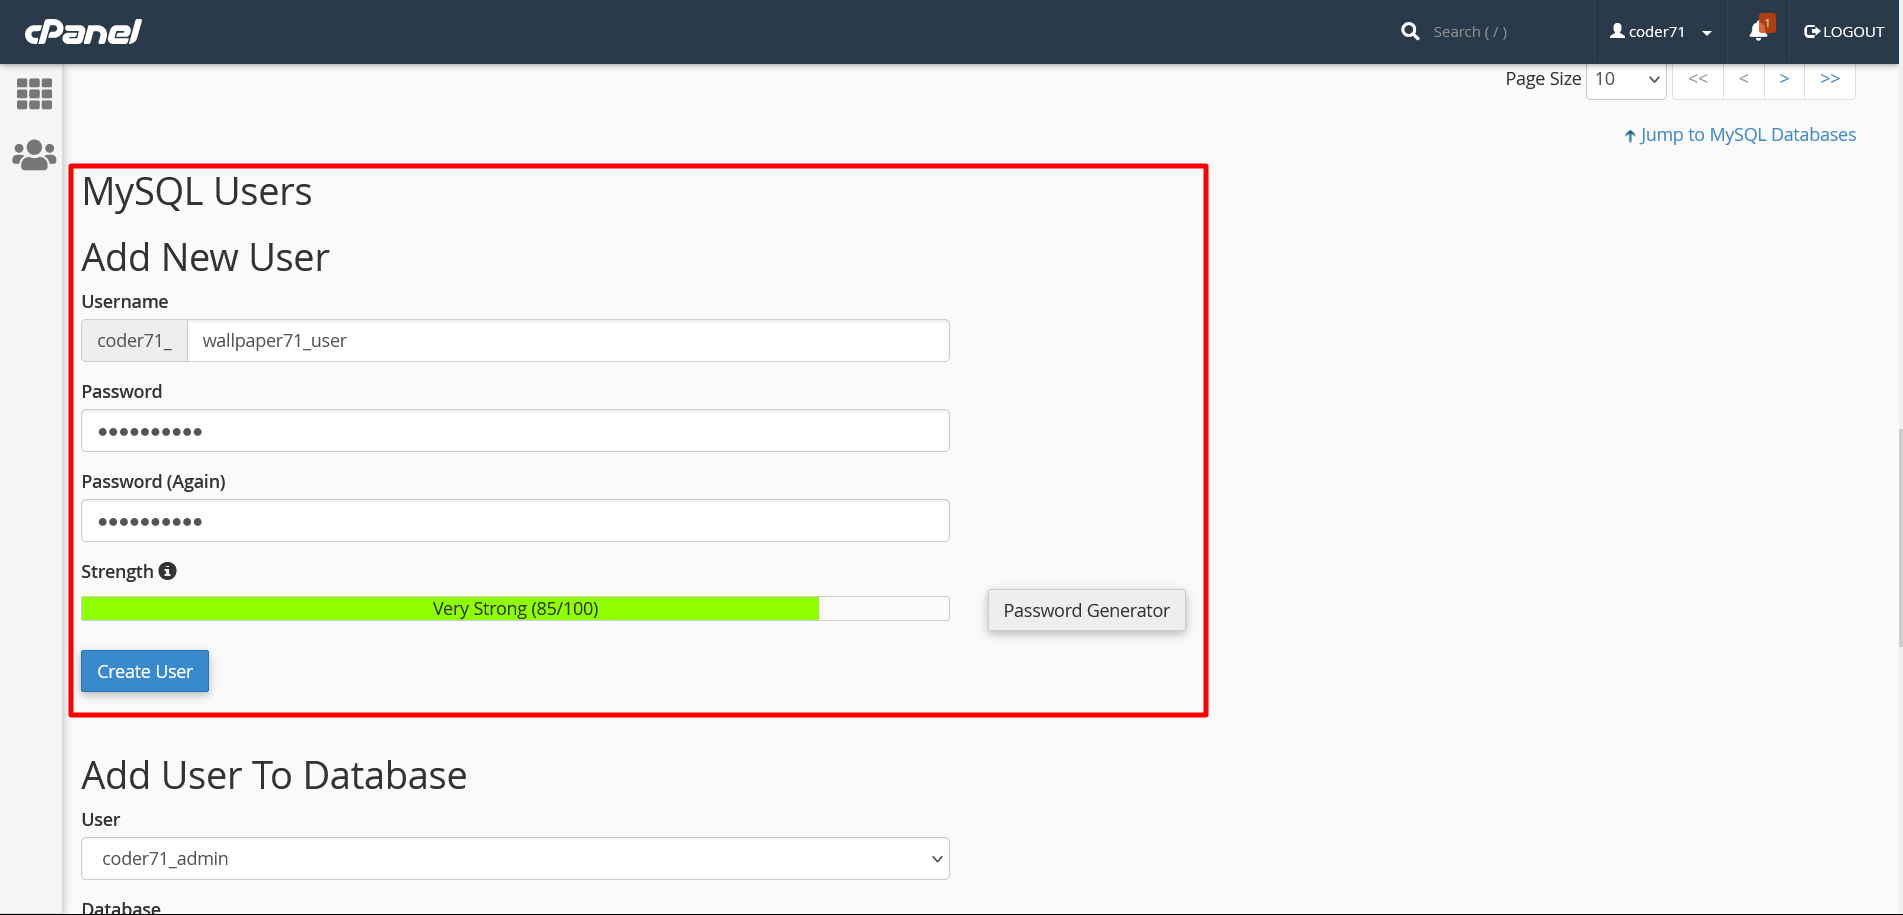 cPanel
Search ( / )
coder71
1
LOGOUT
Page Size 10 << < > >>
Jump to MySQL Databases
MySQL Users
Add New User
Username
coder71_ wallpaper71_user
Password
●●●●●●●●●●
Password (Again)
●●●●●●●●●●
Strength
Very Strong (85/100)
Password Generator
Create User
Add User To Database
User
coder71_admin
Database